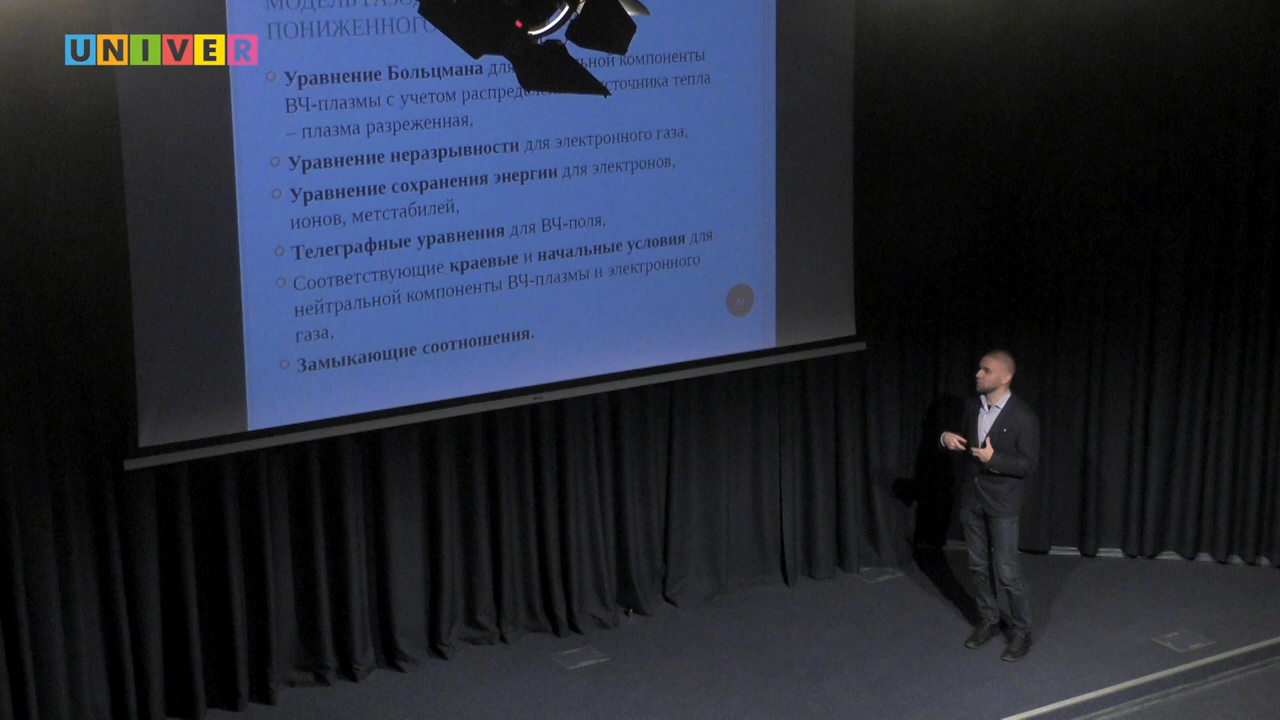 UNIVER
МОДЕЛЬ
ПОНИЖЕННОГО
Уравнение Больцмана для компоненты
ВЧ-плазмы с учетом источника тепла
– плазма разреженная,
Уравнение неразрывности для электронного газа,
Уравнение сохранения энергии для электронов,
ионов, метстабилей,
Телеграфные уравнения для ВЧ-поля,
Соответствующие краевые и начальные условия для
нейтральной компоненты ВЧ-плазмы и электронного
газа,
Замыкающие соотношения.